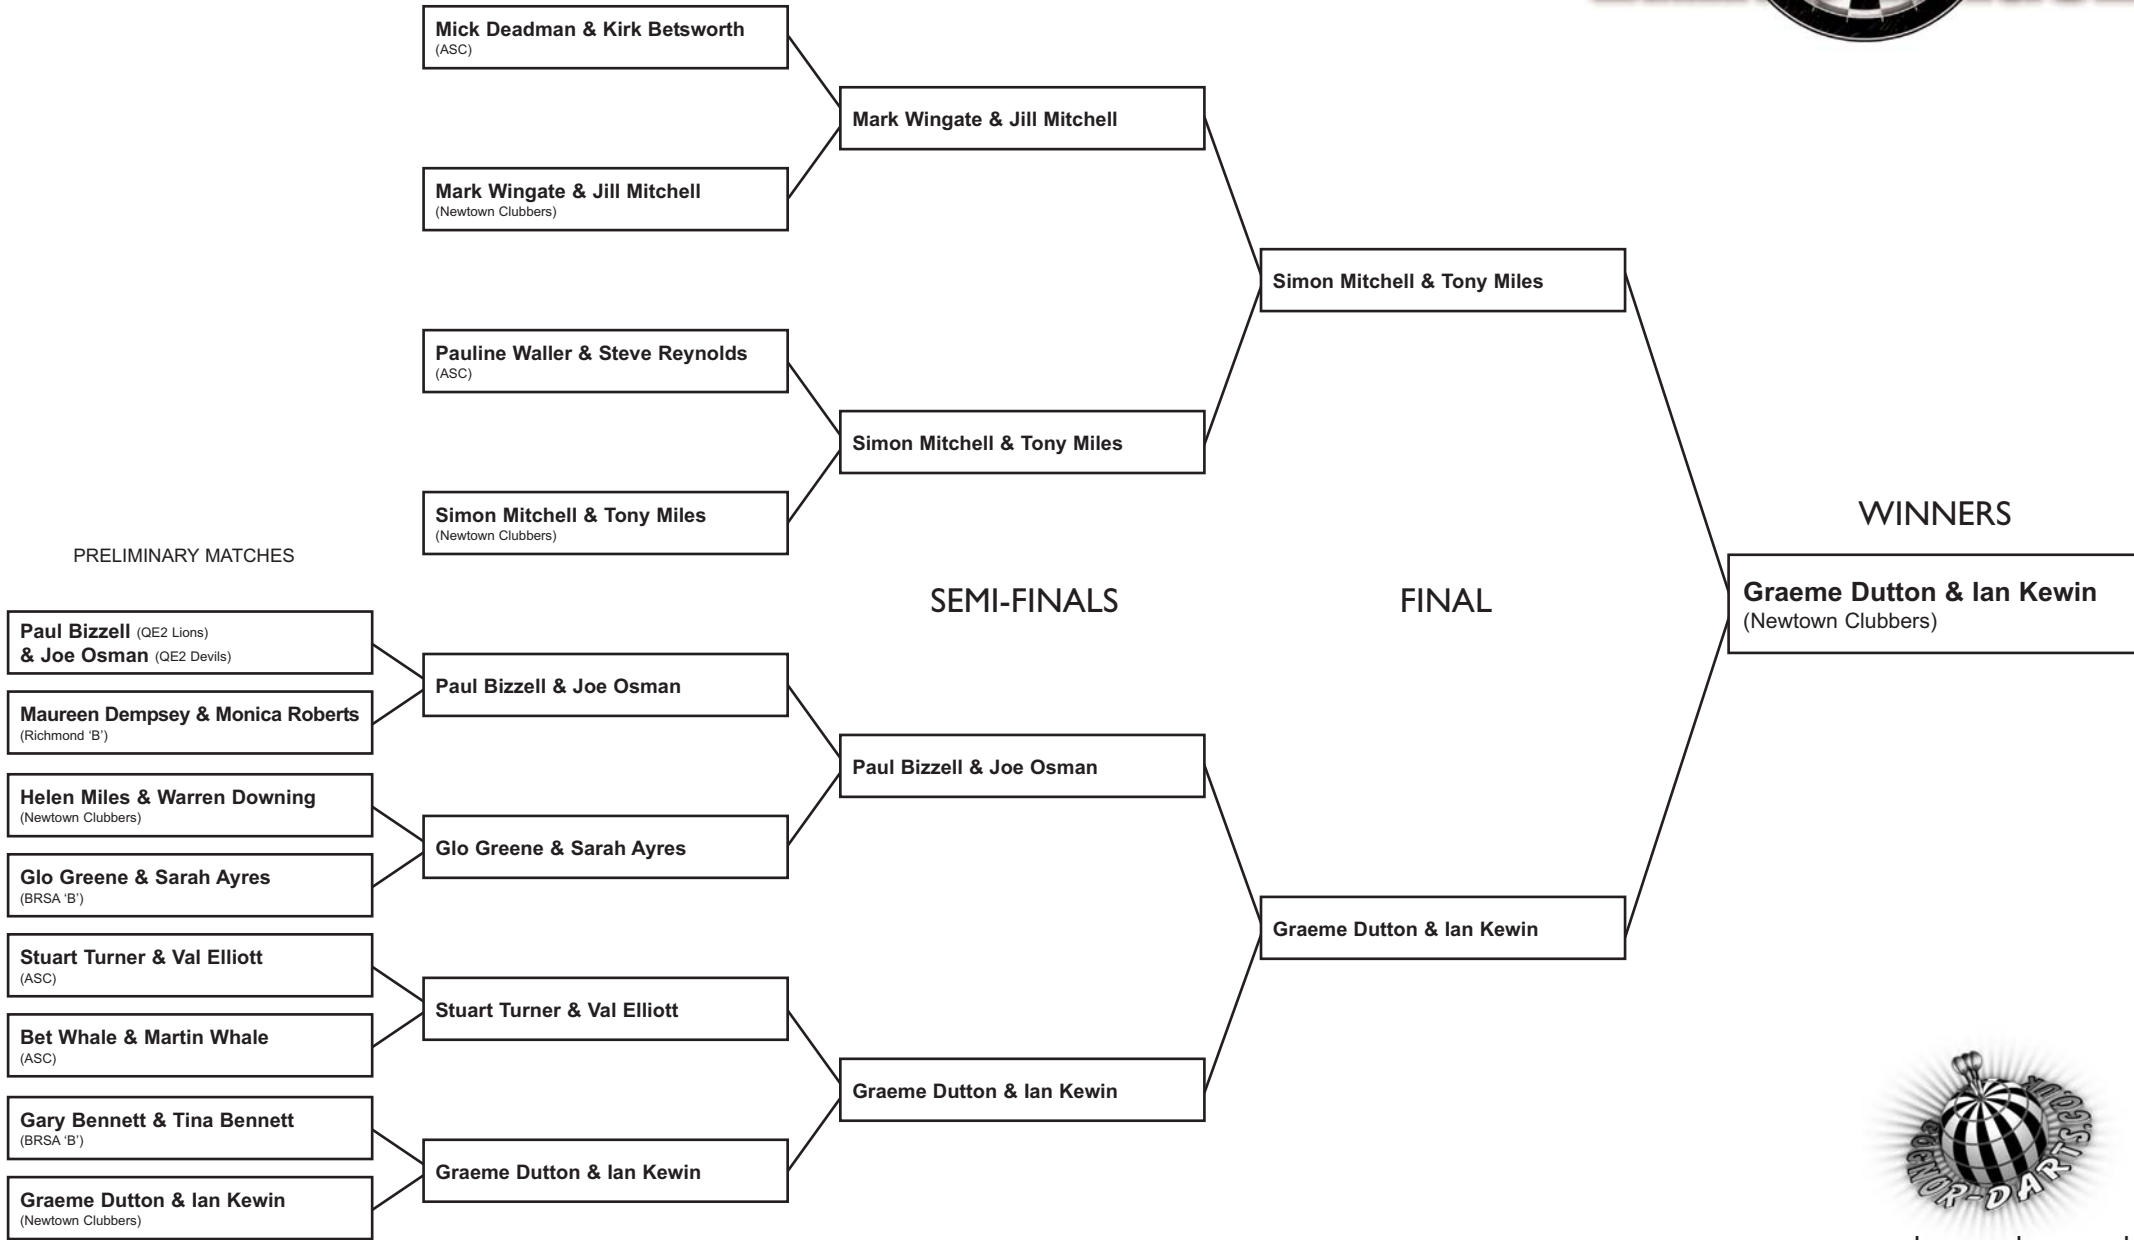 Mick Deadman & Kirk Betsworth
(ASC)
Mark Wingate & Jill Mitchell
(Newtown Clubbers)
Pauline Waller & Steve Reynolds
(ASC)
Simon Mitchell & Tony Miles
(Newtown Clubbers)
PRELIMINARY MATCHES
Paul Bizzell (QE2 Lions)
& Joe Osman (QE2 Devils)
Maureen Dempsey & Monica Roberts
(Richmond ‘B’)
Helen Miles & Warren Downing
(Newtown Clubbers)
Glo Greene & Sarah Ayres
(BRSA ‘B’)
Stuart Turner & Val Elliott
(ASC)
Bet Whale & Martin Whale
(ASC)
Gary Bennett & Tina Bennett
(BRSA ‘B’)
Graeme Dutton & Ian Kewin
(Newtown Clubbers)
Paul Bizzell & Joe Osman
Glo Greene & Sarah Ayres
Stuart Turner & Val Elliott
Graeme Dutton & Ian Kewin
Mark Wingate & Jill Mitchell
Simon Mitchell & Tony Miles
SEMI-FINALS
Paul Bizzell & Joe Osman
Graeme Dutton & Ian Kewin
Simon Mitchell & Tony Miles
FINAL
Graeme Dutton & Ian Kewin
WINNERS
Graeme Dutton & Ian Kewin
(Newtown Clubbers)